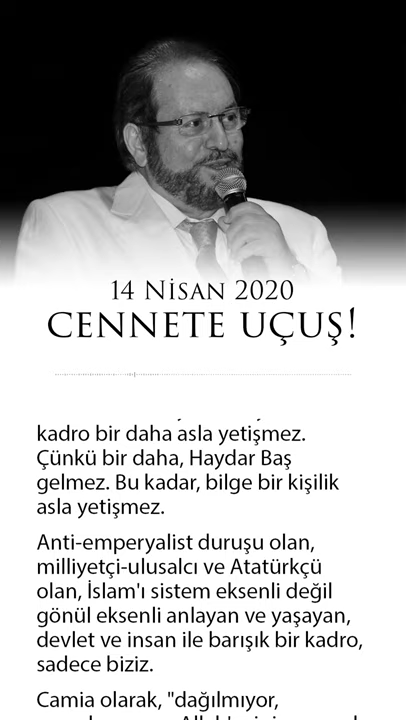 14 Nisan 2020
CENNETE UÇUŞ!
kadro bir daha asla yetişmez.
Çünkü bir daha, Haydar Baş
gelmez. Bu kadar, bilge bir kişilik
asla yetişmez.
Anti-emperyalist duruşu olan,
milliyetçi-ulusalcı ve Atatürkçü
olan, İslam'ı sistem eksenli değil
gönül eksenli anlayan ve yaşayan,
devlet ve insan ile barışık bir kadro,
sadece biziz.
Camia olarak, "dağılmıyor,